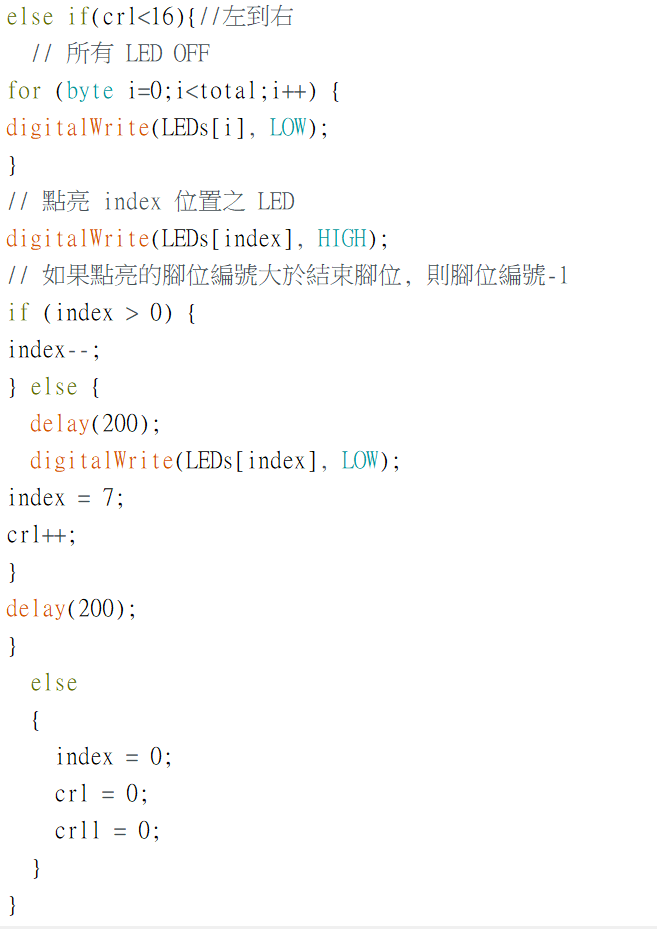 else if(crl<16){//左到右
// 所有 LED OFF
for (byte i=0;i<total;i++) {
digitalWrite(LEDs[i], LOW);
}
// 點亮 index 位置之 LED
digitalWrite(LEDs[index], HIGH);
// 如果點亮的腳位編號大於結束腳位, 則腳位編號-1
if (index > 0) {
index--;
} else {
delay(200);
digitalWrite(LEDs[index], LOW);
index = 7;
crl++;
}
delay(200);
}
else
{
index = 0;
crl = 0;
crll = 0;
}
}